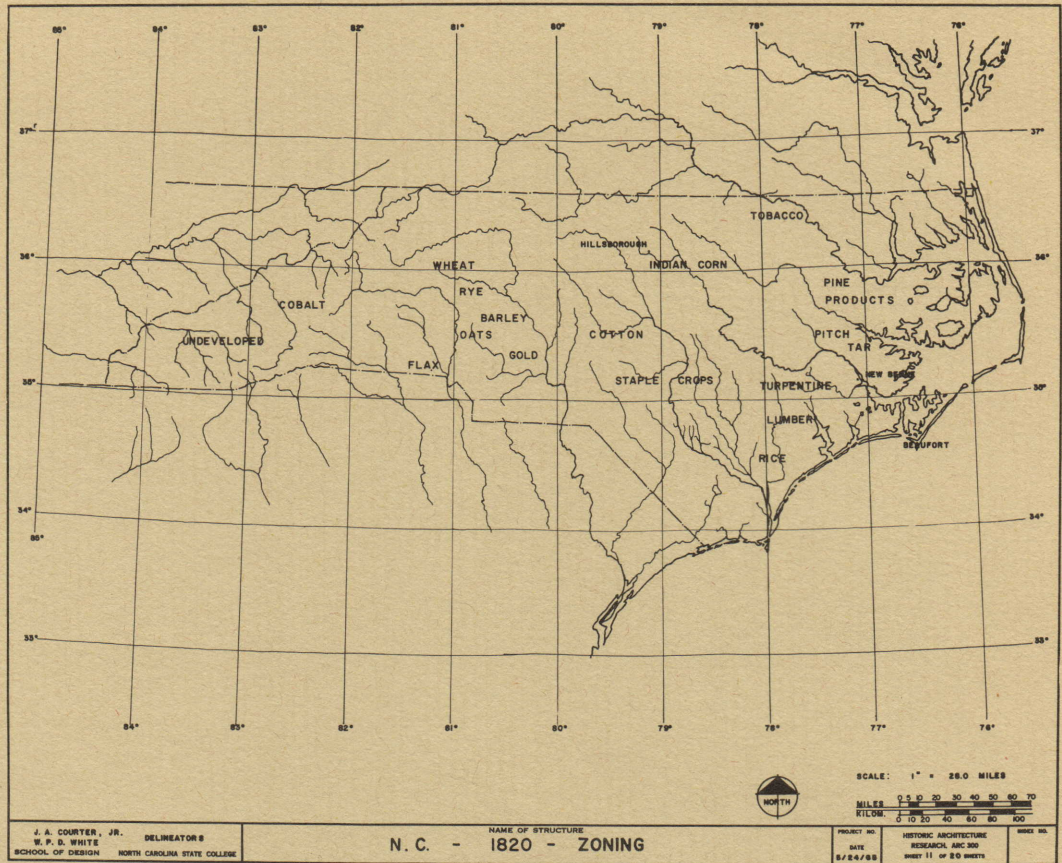 85° 84° 83° 82° 81° 80° 79° 78° 77° 76°
37° 37°
TOBACCO
HILLSBOROUGH
36° WHEAT INDIAN CORN 36°
RYE PINE
COBALT PRODUCTS
BARLEY
UNDEVELOPED OATS COTTON PITCH
TAR
GOLD
FLAX NEW BERN
STAPLE CROPS
35° TURPENTINE 35°
LUMBER
BEAUFORT
RICE
34° 34°
85°
33° 33°
84° 83° 82° 81° 80° 79° 78° 77° 76°
SCALE: 1" = 26.0 MILES
NORTH
MILES 0 5 10 20 30 40 50 60 70
KILOM. 0 10 20 40 60 80 100
J. A. COURTER, JR. DELINEATORS
W. P. D. WHITE
SCHOOL OF DESIGN NORTH CAROLINA STATE COLLEGE
NAME OF STRUCTURE
N.C. - 1820 - ZONING
PROJECT NO.
DATE
5/24/65
HISTORIC ARCHITECTURE
RESEARCH, ARC 300
SHEET 11 OF 20 SHEETS
INDEX NO.